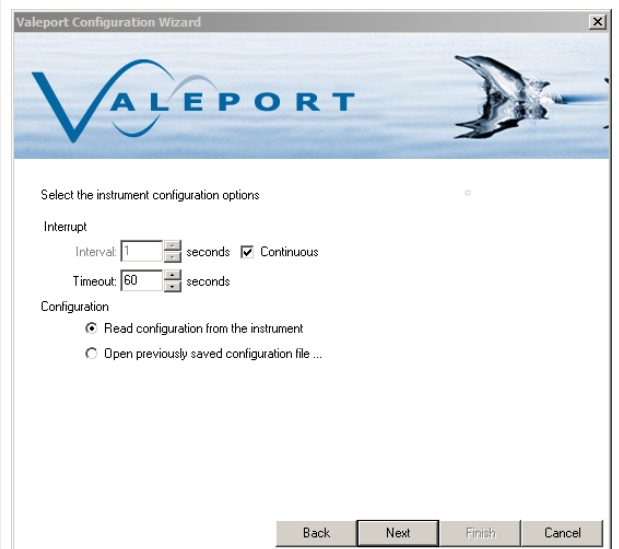 Valeport Configuration Wizard
VALEPORT
Select the instrument configuration options
Interrupt
Interval: 1 seconds Continuous
Timeout: 60 seconds
Configuration
Read configuration from the instrument
Open previously saved configuration file ...
Back Next Finish Cancel